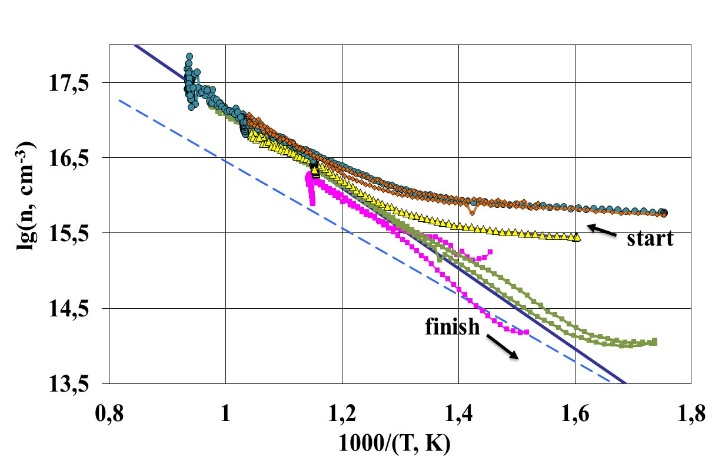 lg(n, cm⁻³)
17,5
16,5
15,5
start
14,5
finish
13,5
0,8 1 1,2 1,4 1,6 1,8
1000/(T, K)